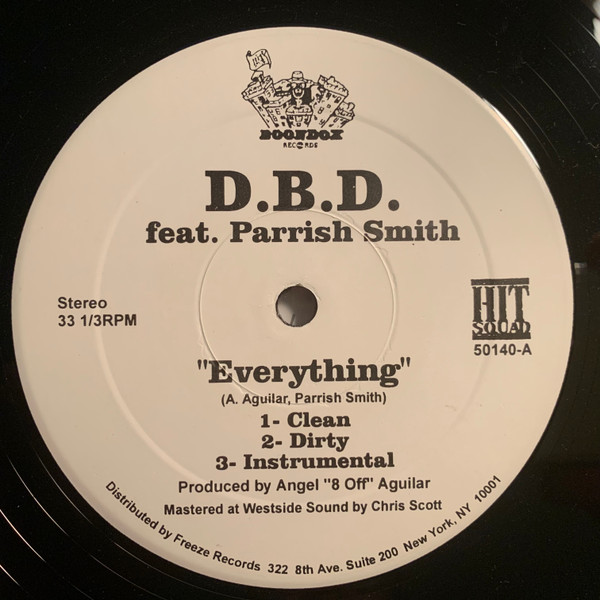 BOONDOX
RECORDS
D.B.D.
feat. Parrish Smith
Stereo
33 1/3RPM
HIT
SQUAD
50140-A
"Everything"
(A. Aguilar, Parrish Smith)
1- Clean
2- Dirty
3- Instrumental
Produced by Angel "8 Off" Aguilar
Mastered at Westside Sound by Chris Scott
Distributed by Freeze Records 322 8th Ave. Suite 200 New York, NY 10001